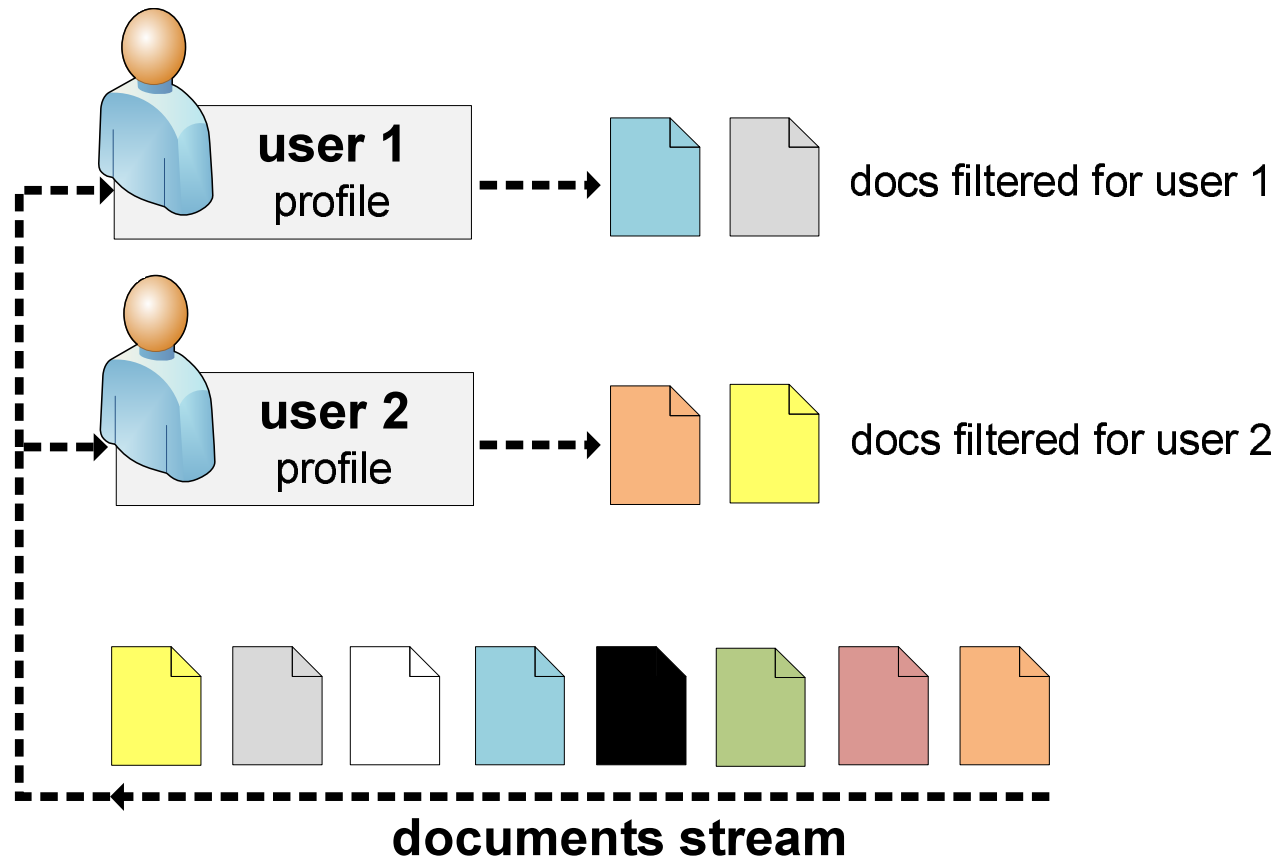 user 1
profile
docs filtered for user 1
user 2
profile
docs filtered for user 2
documents stream